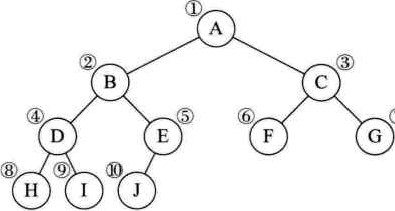 ① A
② B ③ C
④ D ⑤ E ⑥ F G
⑧ H ⑨ I ⑩ J